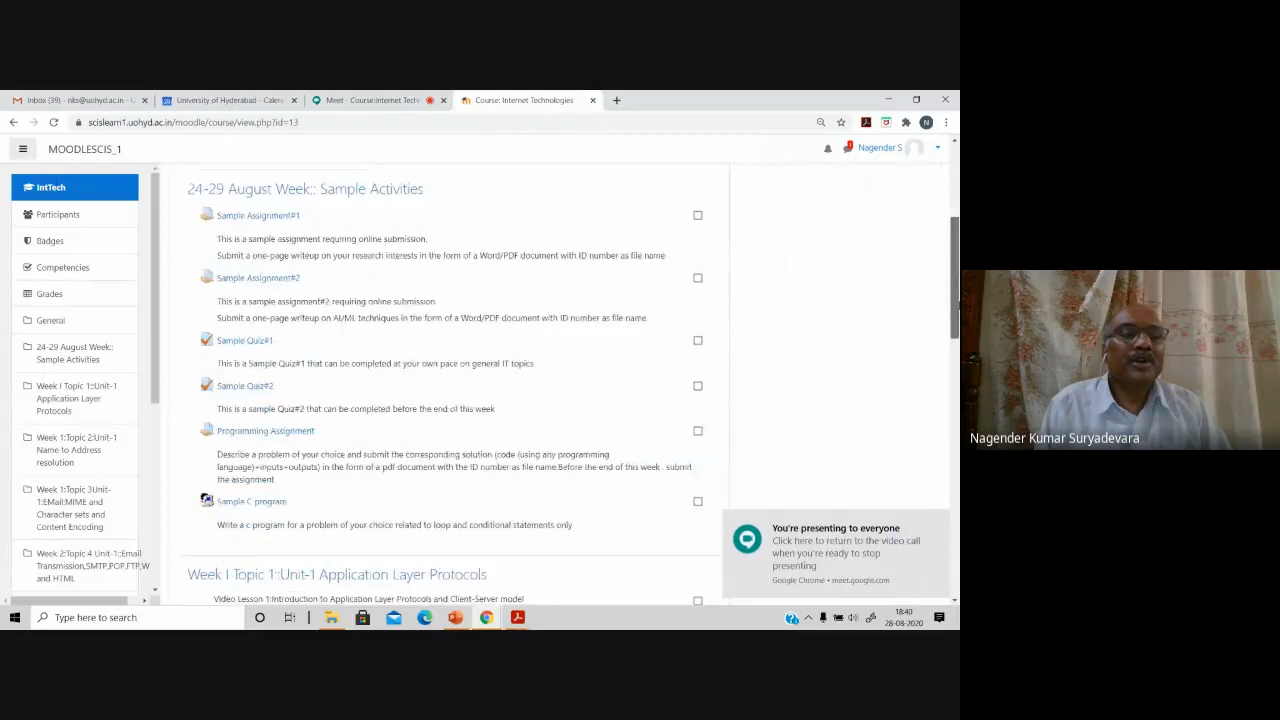 Inbox (39) - nks@uohyd.ac.in - U
University of Hyderabad - Calen
Meet - Course:Internet Tech
Course: Internet Technologies
scislearn1.uohyd.ac.in/moodle/course/view.php?id=13
N
MOODLESCIS_1
1
Nagender S
IntTech
Participants
Badges
Competencies
Grades
General
24-29 August Week::
Sample Activities
Week I Topic 1::Unit-1
Application Layer
Protocols
Week 1:Topic 2:Unit-1
Name to Address
resolution
Week 1:Topic 3Unit-
1:EMail:MIME and
Character sets and
Content Encoding
Week 2:Topic 4 Unit-1::Email
Transmission,SMTP,POP,FTP,W
and HTML
24-29 August Week:: Sample Activities
Sample Assignment#1
This is a sample assignment requring online submission.
Submit a one-page writeup on your research interests in the form of a Word/PDF document with ID number as file name
Sample Assignment#2
This is a sample assignment#2 requiring online submission
Submit a one-page writeup on AI/ML techniques in the form of a Word/PDF document with ID number as file name
Sample Quiz#1
This is a Sample Quiz#1 that can be completed at your own pace on general IT topics
Sample Quiz#2
This is a sample Quiz#2 that can be completed before the end of this week
Programming Assignment
Describe a problem of your choice and submit the corresponding solution (code (using any programming
language)+inputs+outputs) in the form of a pdf document with the ID number as file name.Before the end of this week . submit
the assignment
Sample C program
Write a c program for a problem of your choice related to loop and conditional statements only
Week I Topic 1::Unit-1 Application Layer Protocols
Video Lesson 1:Introduction to Application Layer Protocols and Client-Server model
You're presenting to everyone
Click here to return to the video call
when you're ready to stop
presenting
Google Chrome • meet.google.com
Nagender Kumar Suryadevara
Type here to search
18:40
28-08-2020